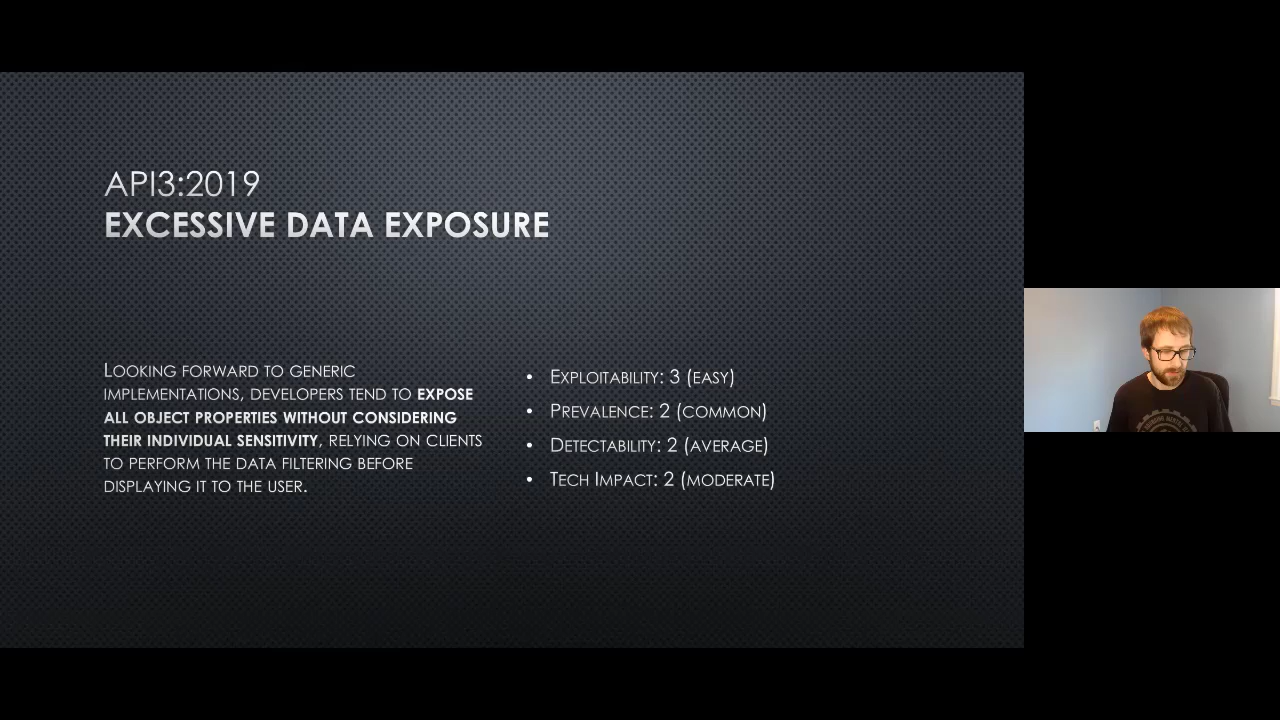 API3:2019
EXCESSIVE DATA EXPOSURE
LOOKING FORWARD TO GENERIC
IMPLEMENTATIONS, DEVELOPERS TEND TO EXPOSE
ALL OBJECT PROPERTIES WITHOUT CONSIDERING
THEIR INDIVIDUAL SENSITIVITY, RELYING ON CLIENTS
TO PERFORM THE DATA FILTERING BEFORE
DISPLAYING IT TO THE USER.
• EXPLOITABILITY: 3 (EASY)
• PREVALENCE: 2 (COMMON)
• DETECTABILITY: 2 (AVERAGE)
• TECH IMPACT: 2 (MODERATE)